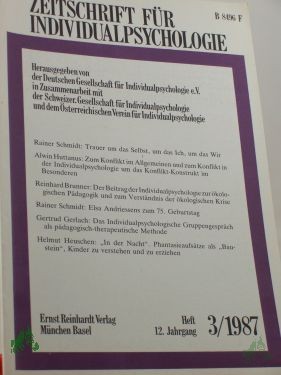 ZEITSCHRIFT FÜR
B 8496 F
INDIVIDUALPSYCHOLOGIE
Herausgegeben von
der Deutschen Gesellschaft für Individualpsychologie e.V.
in Zusammenarbeit mit
der Schweizer. Gesellschaft für Individualpsychologie
und dem Österreichischen Verein für Individualpsychologie
Rainer Schmidt: Trauer um das Selbst, um das Ich, um das Wir
Alwin Huttanus: Zum Konflikt im Allgemeinen und zum Konflikt in
der Individualpsychologie um das Konflikt-Konstrukt im
Besonderen
Reinhard Brunner: Der Beitrag der Individualpsychologie zur ökolo-
gischen Pädagogik und zum Verständnis der ökologischen Krise
Rainer Schmidt: Elsa Andriessens zum 75. Geburtstag
Gertrud Gerlach: Das Individualpsychologische Gruppengespräch
als pädagogisch-therapeutische Methode
Helmut Heuschen: „In der Nacht“. Phantasieaufsätze als „Bau-
stein“, Kinder zu verstehen und zu erziehen
Ernst Reinhardt Verlag
München Basel
Heft
12. Jahrgang
3/1987